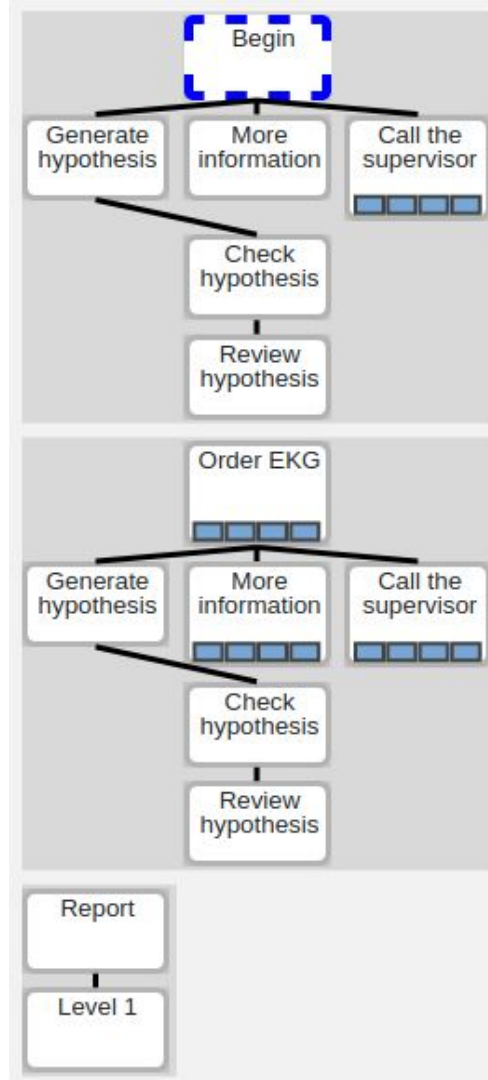 Begin
Generate
hypothesis
More
information
Call the
supervisor
Check
hypothesis
Review
hypothesis
Order EKG
Generate
hypothesis
More
information
Call the
supervisor
Check
hypothesis
Review
hypothesis
Report
Level 1